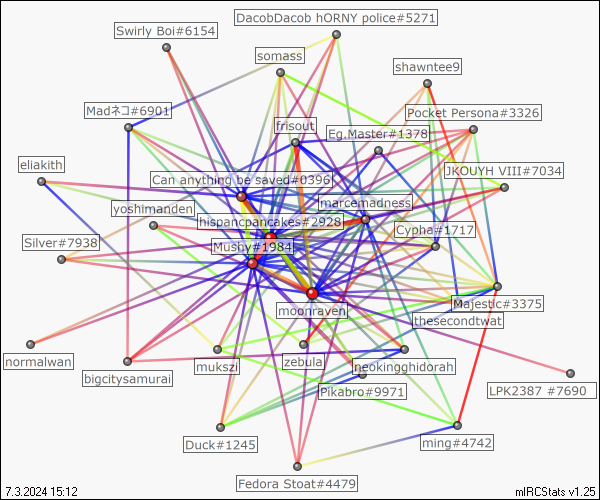 DacobDacob hORNY police#5271
Swirly Boi#6154
somass
shawntee9
Madネコ#6901
Pocket Persona#3326
frisout
Eg.Master#1378
eliakith
JKOUYH VIII#7034
Can anything be saved#0396
marcemadness
yoshimanden
hispancpancakes#2928
Cypha#1717
Silver#7938
Mushy#1984
Majestic#3375
moonraven
thesecondtwat
normalwan
zebula
mukszi
neokingghidorah
bigcitysamurai
Pikabro#9971
LPK2387 #7690
Duck#1245
ming#4742
Fedora Stoat#4479
7.3.2024 15:12
mIRCStats v1.25